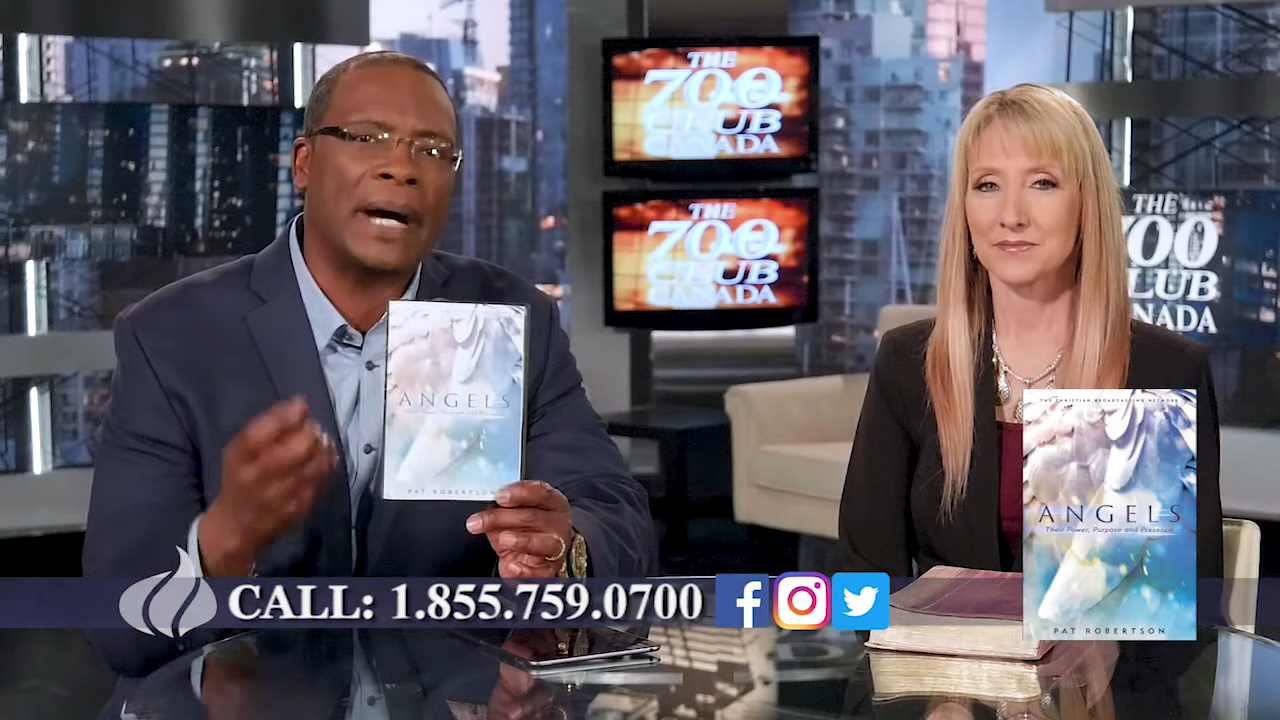 THE
700
CLUB
CANADA
THE
700
CLUB
CANADA
THE
700
LUB
NADA
ANGELS
PAT ROBERTSON
THE CHRISTIAN BROADCASTING NETWORK
ANGELS
Their Power, Purpose and Presence
PAT ROBERTSON
CALL: 1.855.759.0700